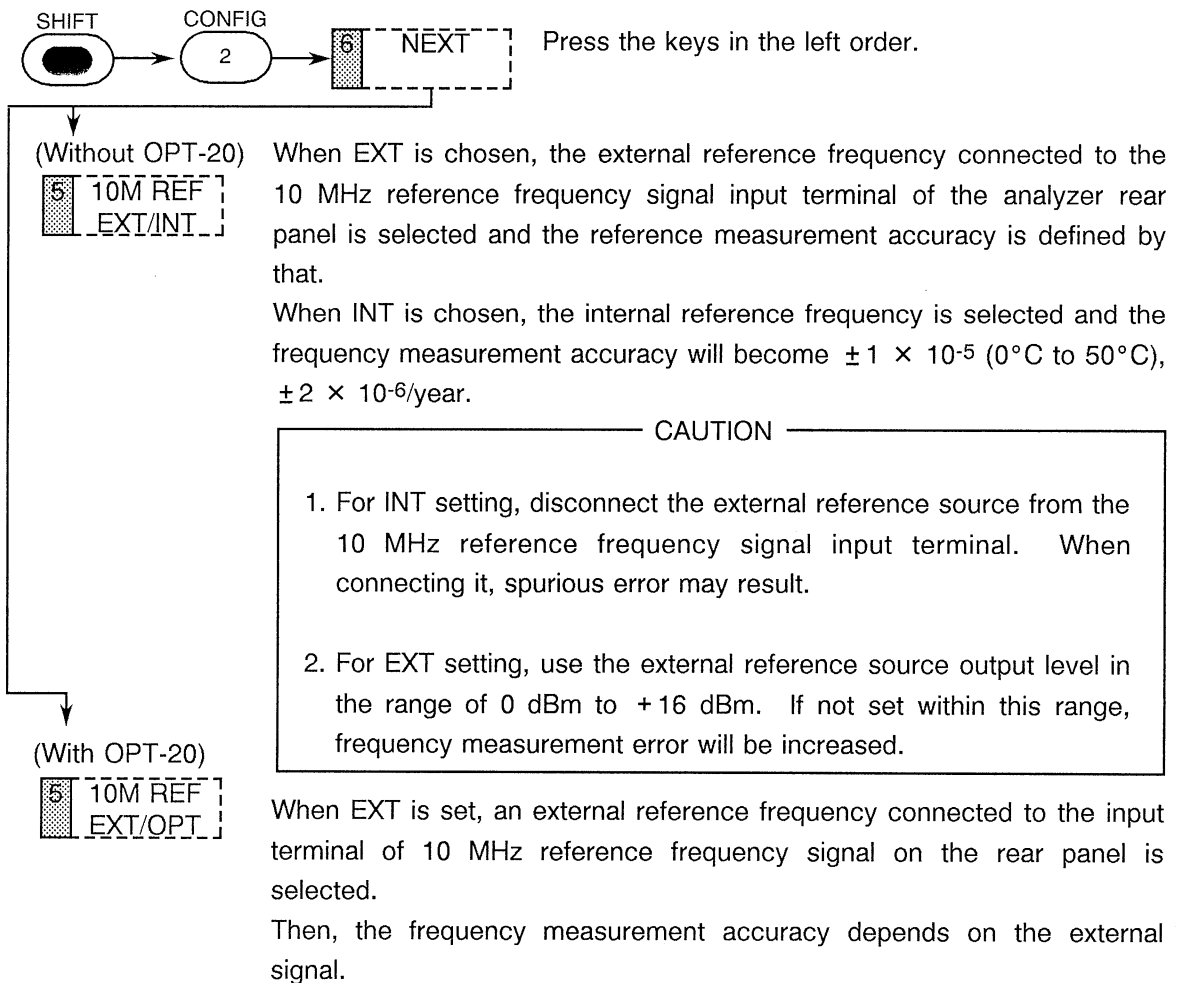 SHIFT CONFIG
2 6 NEXT Press the keys in the left order.
(Without OPT-20) When EXT is chosen, the external reference frequency connected to the
5 10M REF 10 MHz reference frequency signal input terminal of the analyzer rear
EXT/INT panel is selected and the reference measurement accuracy is defined by
that.
When INT is chosen, the internal reference frequency is selected and the
frequency measurement accuracy will become ±1 × 10-5 (0°C to 50°C),
±2 × 10-6/year.
CAUTION
1. For INT setting, disconnect the external reference source from the
10 MHz reference frequency signal input terminal. When
connecting it, spurious error may result.
2. For EXT setting, use the external reference source output level in
the range of 0 dBm to +16 dBm. If not set within this range,
frequency measurement error will be increased.
(With OPT-20)
5 10M REF
EXT/OPT
When EXT is set, an external reference frequency connected to the input
terminal of 10 MHz reference frequency signal on the rear panel is
selected.
Then, the frequency measurement accuracy depends on the external
signal.